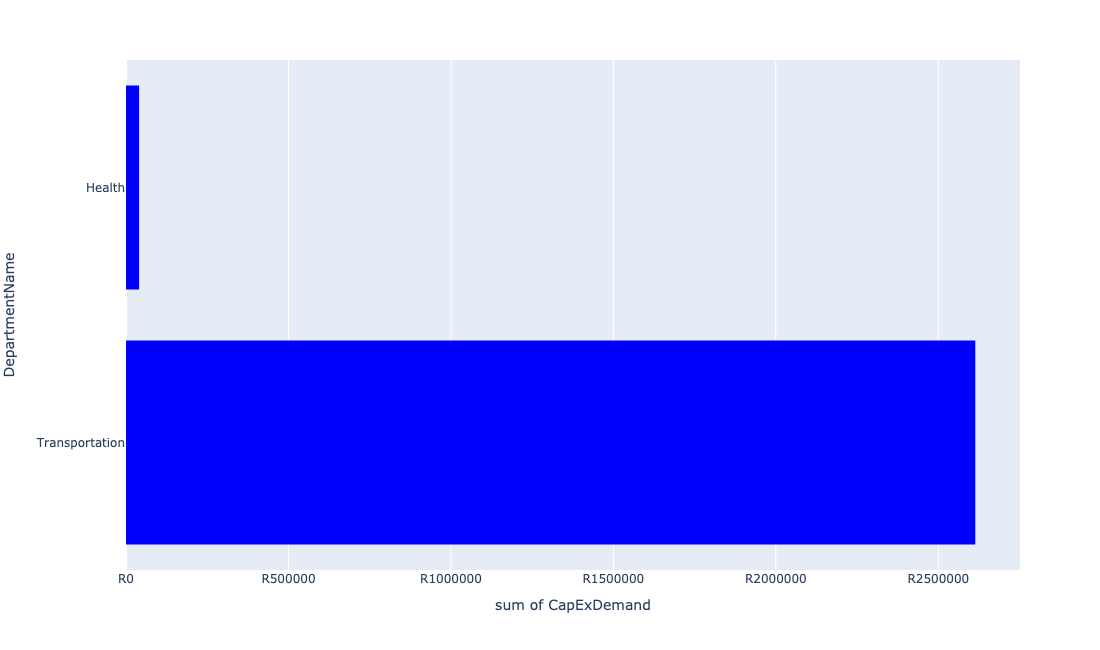 Health
Transportation
DepartmentName
R0 R500000 R1000000 R1500000 R2000000 R2500000
sum of CapExDemand